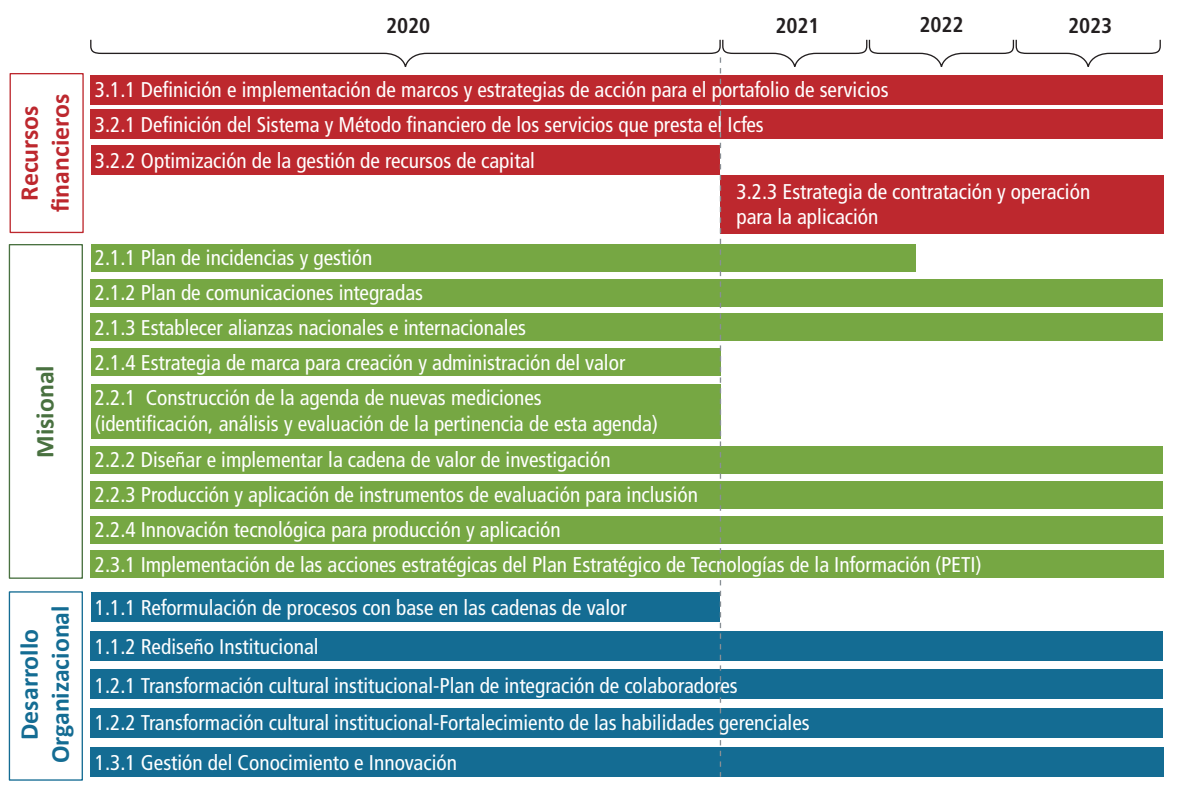 2020 2021 2022 2023
Recursos
financieros
3.1.1 Definición e implementación de marcos y estrategias de acción para el portafolio de servicios
3.2.1 Definición del Sistema y Método financiero de los servicios que presta el Icfes
3.2.2 Optimización de la gestión de recursos de capital
3.2.3 Estrategia de contratación y operación
para la aplicación
Misional
2.1.1 Plan de incidencias y gestión
2.1.2 Plan de comunicaciones integradas
2.1.3 Establecer alianzas nacionales e internacionales
2.1.4 Estrategia de marca para creación y administración del valor
2.2.1 Construcción de la agenda de nuevas mediciones
(identificación, análisis y evaluación de la pertinencia de esta agenda)
2.2.2 Diseñar e implementar la cadena de valor de investigación
2.2.3 Producción y aplicación de instrumentos de evaluación para inclusión
2.2.4 Innovación tecnológica para producción y aplicación
2.3.1 Implementación de las acciones estratégicas del Plan Estratégico de Tecnologías de la Información (PETI)
Desarrollo
Organizacional
1.1.1 Reformulación de procesos con base en las cadenas de valor
1.1.2 Rediseño Institucional
1.2.1 Transformación cultural institucional-Plan de integración de colaboradores
1.2.2 Transformación cultural institucional-Fortalecimiento de las habilidades gerenciales
1.3.1 Gestión del Conocimiento e Innovación